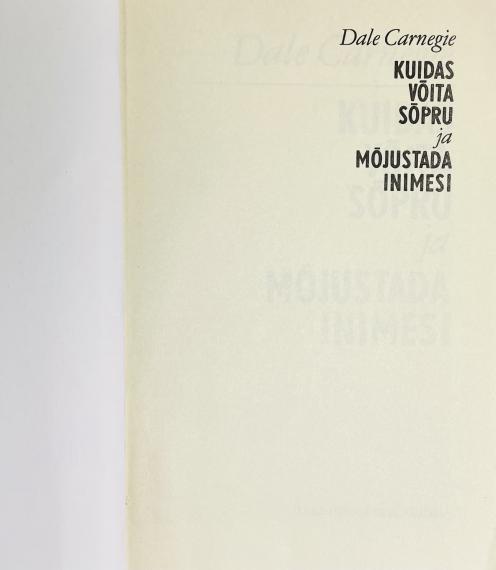 Dale Carnegie
KUIDAS
VÕITA
SÕPRU
ja
MÕJUSTADA
INIMESI